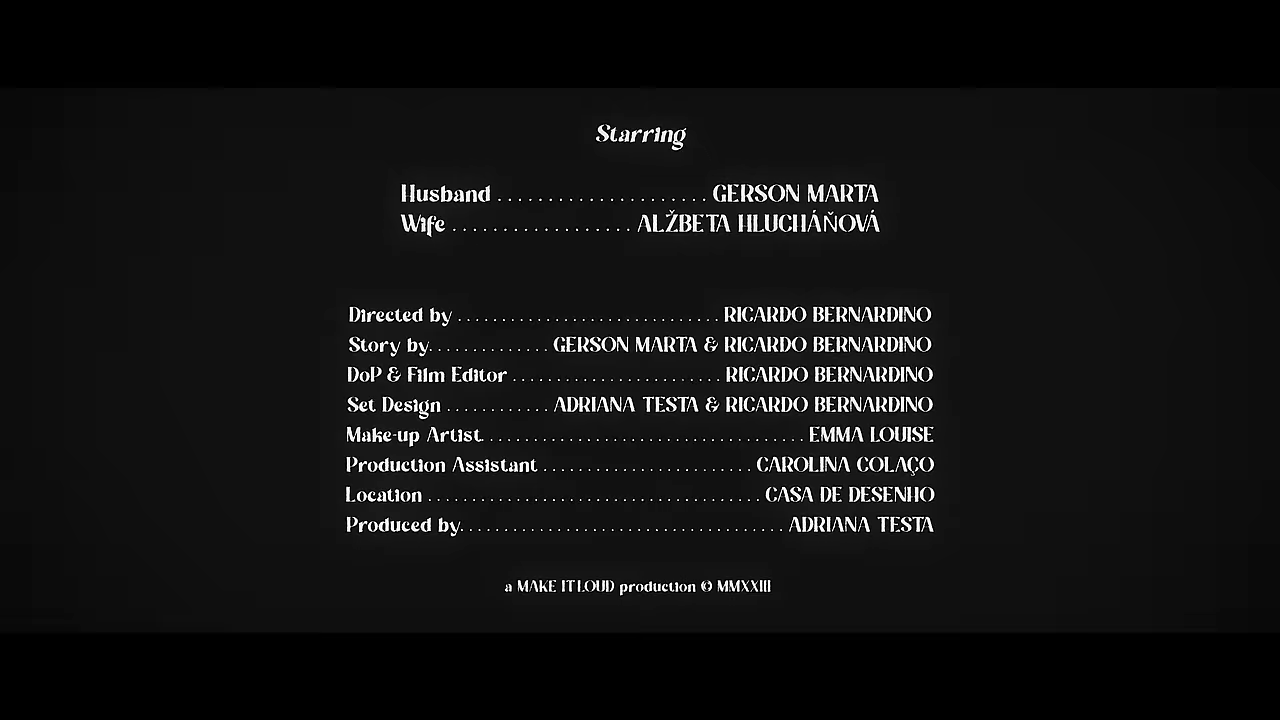 Starring
Husband . . . . . . . . . . . . . . . . . . . . . GERSON MARTA
Wife . . . . . . . . . . . . . . . . . . ALŽBETA HLUCHÁŇOVÁ
Directed by . . . . . . . . . . . . . . . . . . . . . . . . . . . . . RICARDO BERNARDINO
Story by. . . . . . . . . . . . . . GERSON MARTA & RICARDO BERNARDINO
DoP & Film Editor . . . . . . . . . . . . . . . . . . . . . . . RICARDO BERNARDINO
Set Design . . . . . . . . . . . . ADRIANA TESTA & RICARDO BERNARDINO
Make-up Artist. . . . . . . . . . . . . . . . . . . . . . . . . . . . . . . . . . . EMMA LOUISE
Production Assistant . . . . . . . . . . . . . . . . . . . . . . . CAROLINA COLAÇO
Location . . . . . . . . . . . . . . . . . . . . . . . . . . . . . . . . . . . . . CASA DE DESENHO
Produced by. . . . . . . . . . . . . . . . . . . . . . . . . . . . . . . . . . . ADRIANA TESTA
a MAKE IT LOUD production © MMXXIII